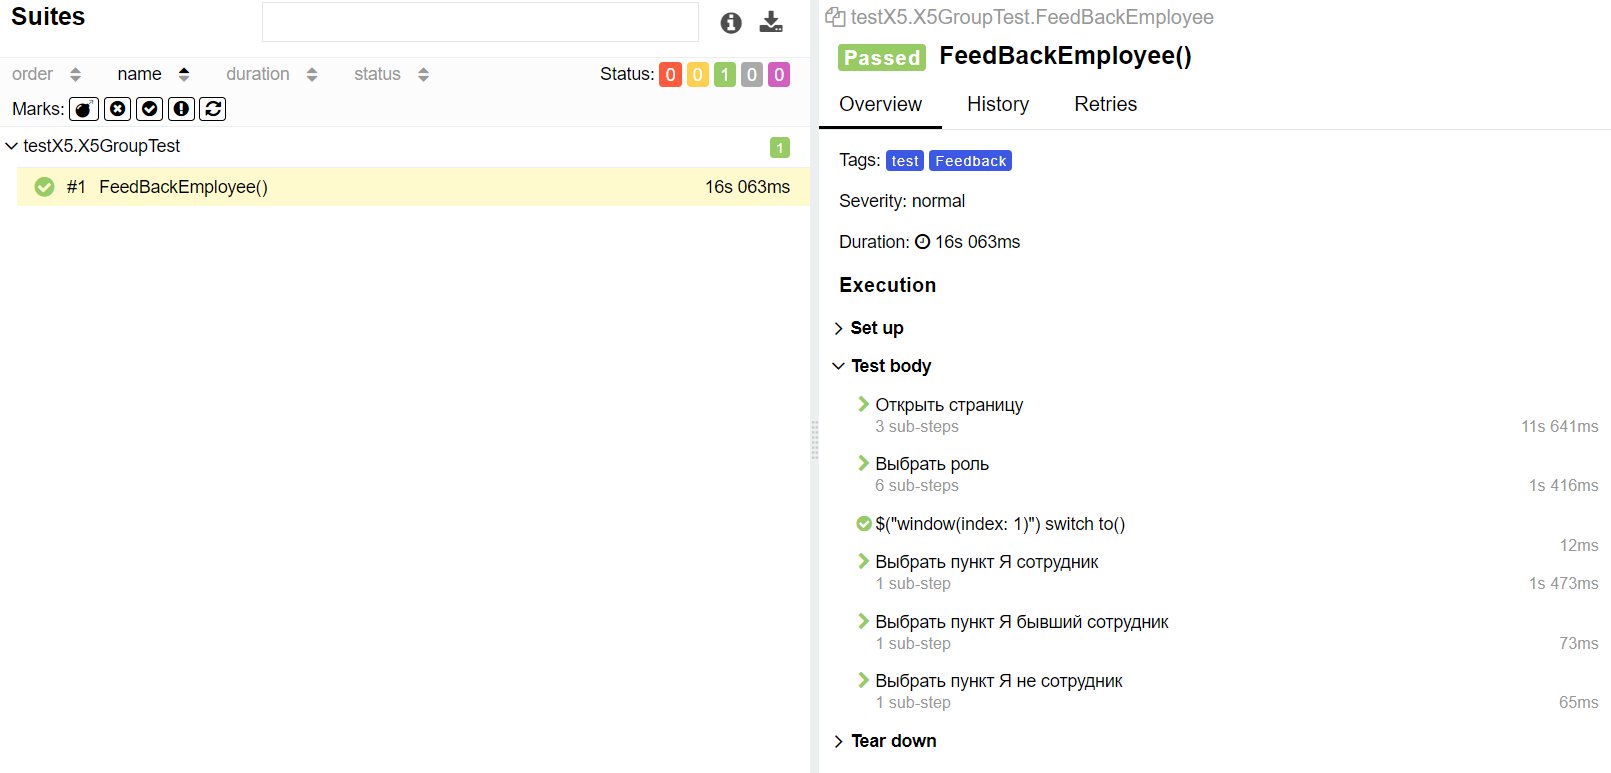 Suites
order name duration status Status: 0 0 1 0 0
Marks:
testX5.X5GroupTest 1
#1 FeedBackEmployee() 16s 063ms
testX5.X5GroupTest.FeedBackEmployee
Passed FeedBackEmployee()
Overview History Retries
Tags: test Feedback
Severity: normal
Duration: 16s 063ms
Execution
Set up
Test body
Открыть страницу
3 sub-steps 11s 641ms
Выбрать роль
6 sub-steps 1s 416ms
$("window(index: 1)") switch to()
12ms
Выбрать пункт Я сотрудник
1 sub-step 1s 473ms
Выбрать пункт Я бывший сотрудник
1 sub-step 73ms
Выбрать пункт Я не сотрудник
1 sub-step 65ms
Tear down